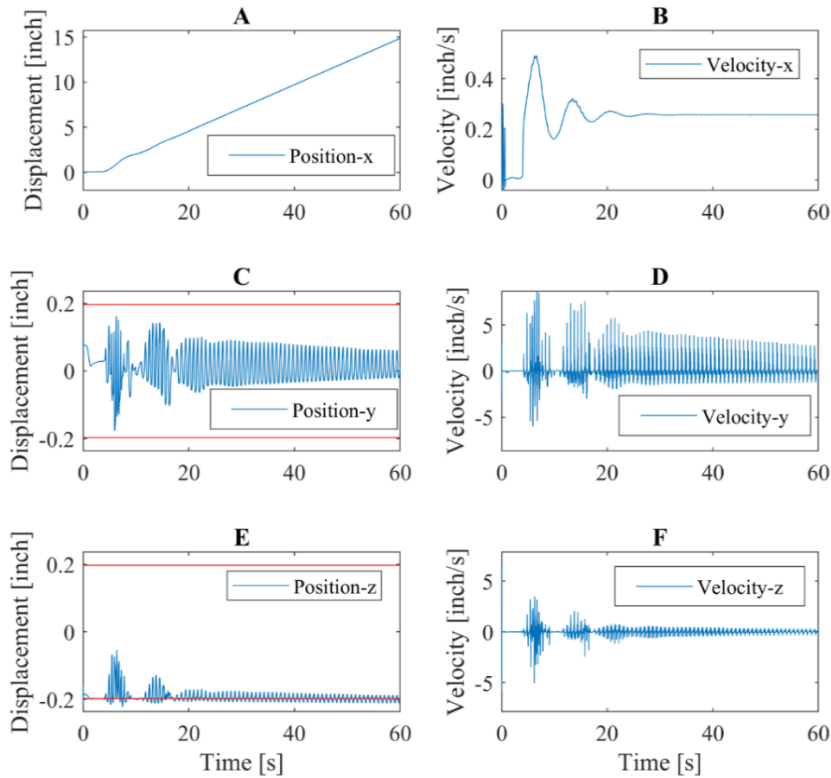 A
Displacement [inch]
15
10
5
0
0 20 40 60
Position-x
B
Velocity [inch/s]
0.4
0.2
0
0 20 40 60
Velocity-x
C
Displacement [inch]
0.2
0
-0.2
0 20 40 60
Position-y
D
Velocity [inch/s]
5
0
-5
0 20 40 60
Velocity-y
E
Displacement [inch]
0.2
0
-0.2
0 20 40 60
Position-z
Time [s]
F
Velocity [inch/s]
5
0
-5
0 20 40 60
Velocity-z
Time [s]